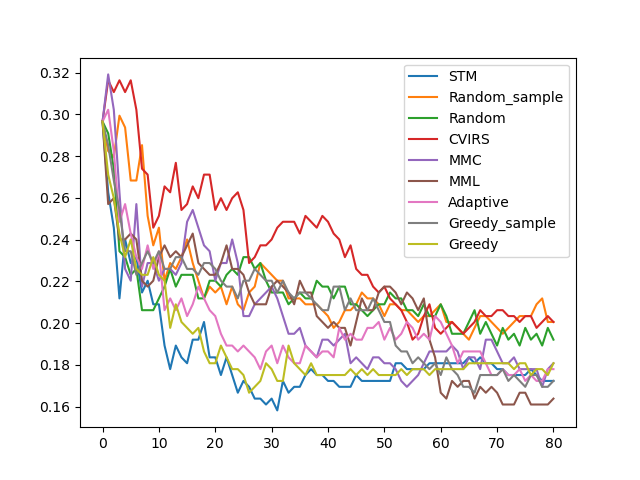 0.32
0.30
0.28
0.26
0.24
0.22
0.20
0.18
0.16
0 10 20 30 40 50 60 70 80
STM
Random_sample
Random
CVIRS
MMC
MML
Adaptive
Greedy_sample
Greedy